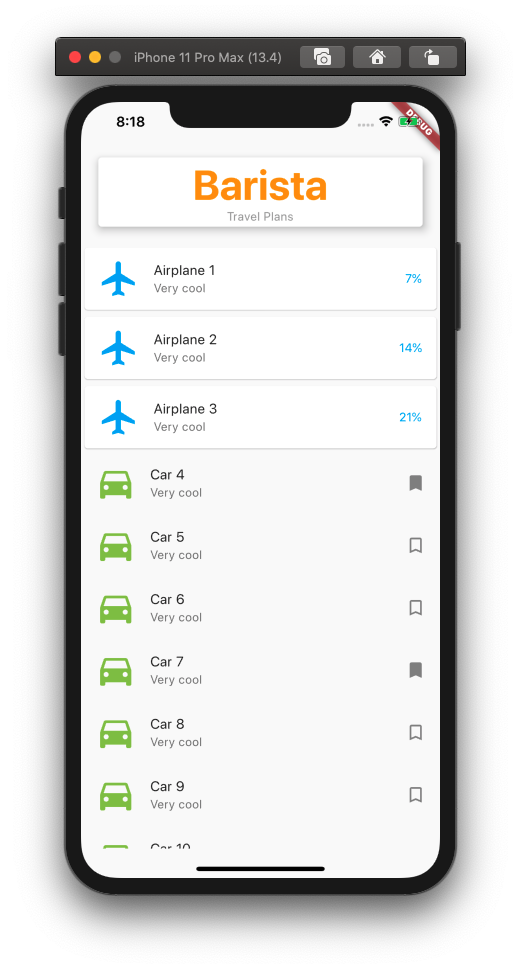 iPhone 11 Pro Max (13.4)
8:18
DEBUG
Barista
Travel Plans
Airplane 1
Very cool
7%
Airplane 2
Very cool
14%
Airplane 3
Very cool
21%
Car 4
Very cool
Car 5
Very cool
Car 6
Very cool
Car 7
Very cool
Car 8
Very cool
Car 9
Very cool
Car 10